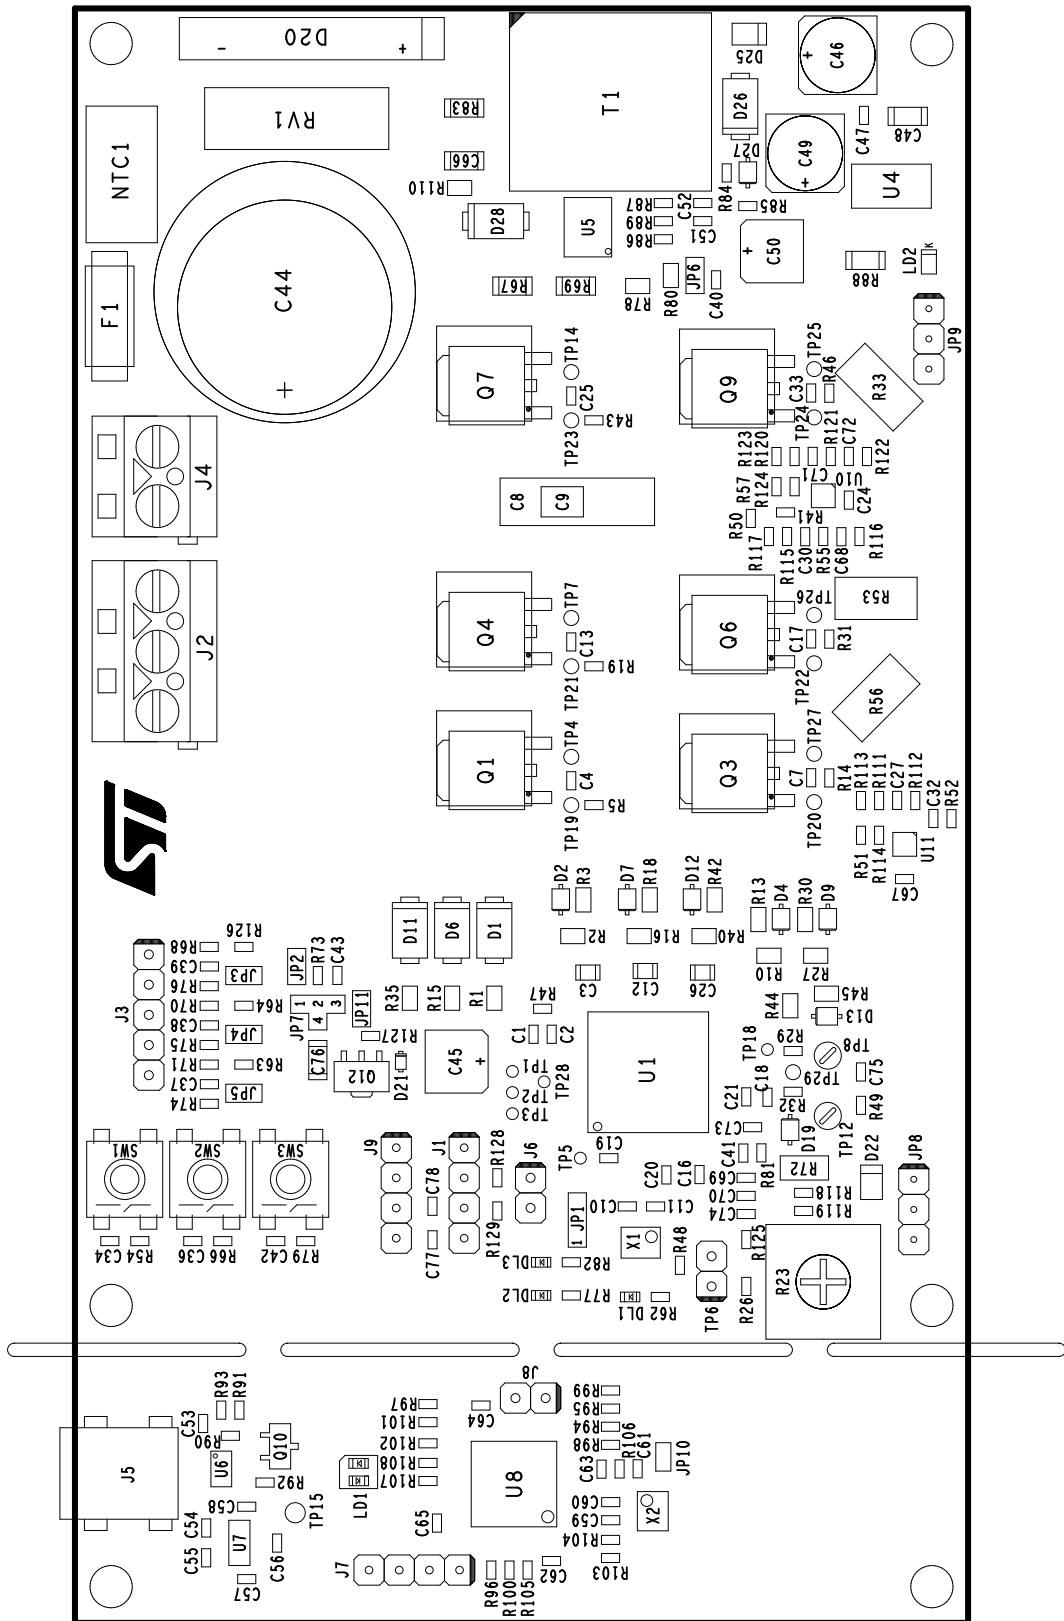 D20
-
+
D25
+
C46
T1
D26
RV1
R83
C47
C48
NTC1
C66
D27
C49
+
R110
R84
U4
R87
C52
R85
D28
U5
R89
C51
R86
+
C50
LD2
K
F1
C44
+
R67
R69
R78
R80
JP6
C40
R88
JP9
Q7
TP14
C25
R43
TP23
Q9
TP25
C33
R46
TP24
R33
R123
R120
R121
C72
R122
J4
C8
C9
R57
R124
C71
U10
C24
R50
R41
R117
R115
C30
R55
C68
R116
J2
Q4
TP7
C13
R19
TP21
Q6
TP26
C17
R31
TP22
R53
R56
Q1
TP4
C4
R5
TP19
Q3
TP27
C7
R14
TP20
R113
R111
C27
R112
C32
R52
R51
R114
U11
C67
ST
D2
R3
D7
R18
D12
R42
R13
D4
R30
D9
D11
D6
D1
R2
R16
R40
R10
R27
R126
R68
C39
R76
R70
C38
R75
R71
C37
R74
J3
JP3
R64
JP4
R63
JP5
JP2
R73
C43
JP7
1
2
3
4
JP11
R127
C76
Q12
D21
R35
R15
R1
C3
C12
C26
R47
R44
R45
D13
C1
C2
C45
+
TP1
TP2
TP3
TP28
U1
TP18
R29
TP8
TP29
C75
C21
C18
R32
R49
C73
D19
TP12
SW1
SW2
SW3
J9
J1
R128
J6
TP5
C19
C41
R81
R72
D22
JP8
C20
C16
C69
C70
C74
R118
R119
C78
C77
R129
C10
C11
JP1
1
X1
R48
R125
R23
C34
R54
C36
R66
C42
R79
DL3
R82
DL2
R77
DL1
R62
TP6
R26
R93
R91
C53
R90
Q10
U6
R92
J5
R97
R101
R102
R108
R107
LD1
C64
J8
R99
R95
R94
R98
R106
C61
C63
JP10
U8
C58
TP15
C54
U7
C55
C56
C57
C65
C60
C59
R104
R103
X2
J7
R96
R100
R105
C62